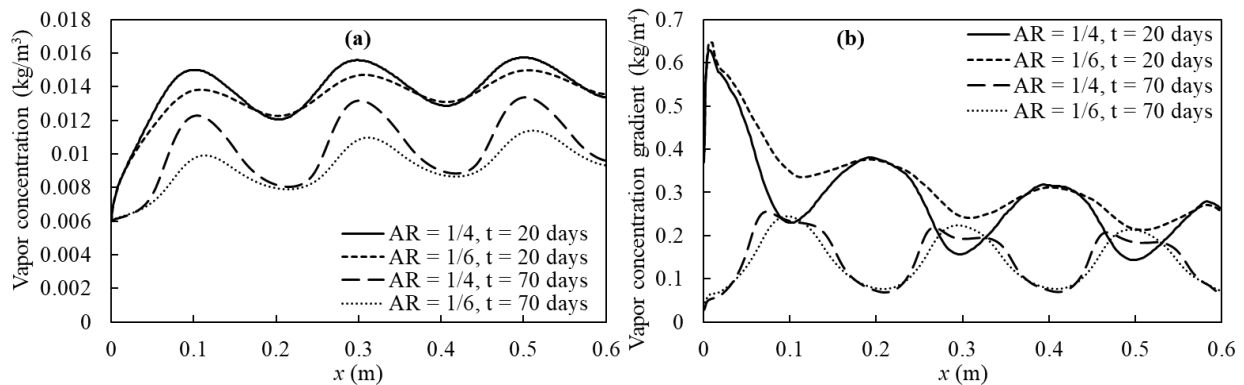 Vapor concentration (kg/m³)
0.018
0.016
0.014
0.012
0.01
0.008
0.006
0.004
0.002
0
(a)
AR = 1/4, t = 20 days
AR = 1/6, t = 20 days
AR = 1/4, t = 70 days
AR = 1/6, t = 70 days
0 0.1 0.2 0.3 0.4 0.5 0.6
x (m)
Vapor concentration gradient (kg/m⁴)
0.7
0.6
0.5
0.4
0.3
0.2
0.1
0
(b)
AR = 1/4, t = 20 days
AR = 1/6, t = 20 days
AR = 1/4, t = 70 days
AR = 1/6, t = 70 days
0 0.1 0.2 0.3 0.4 0.5 0.6
x (m)